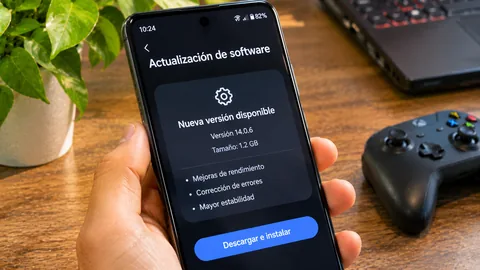 10:24
82%
Actualización de software
Nueva versión disponible
Versión 14.0.6
Tamaño: 1.2 GB
• Mejoras de rendimiento
• Corrección de errores
• Mayor estabilidad
Descargar e instalar